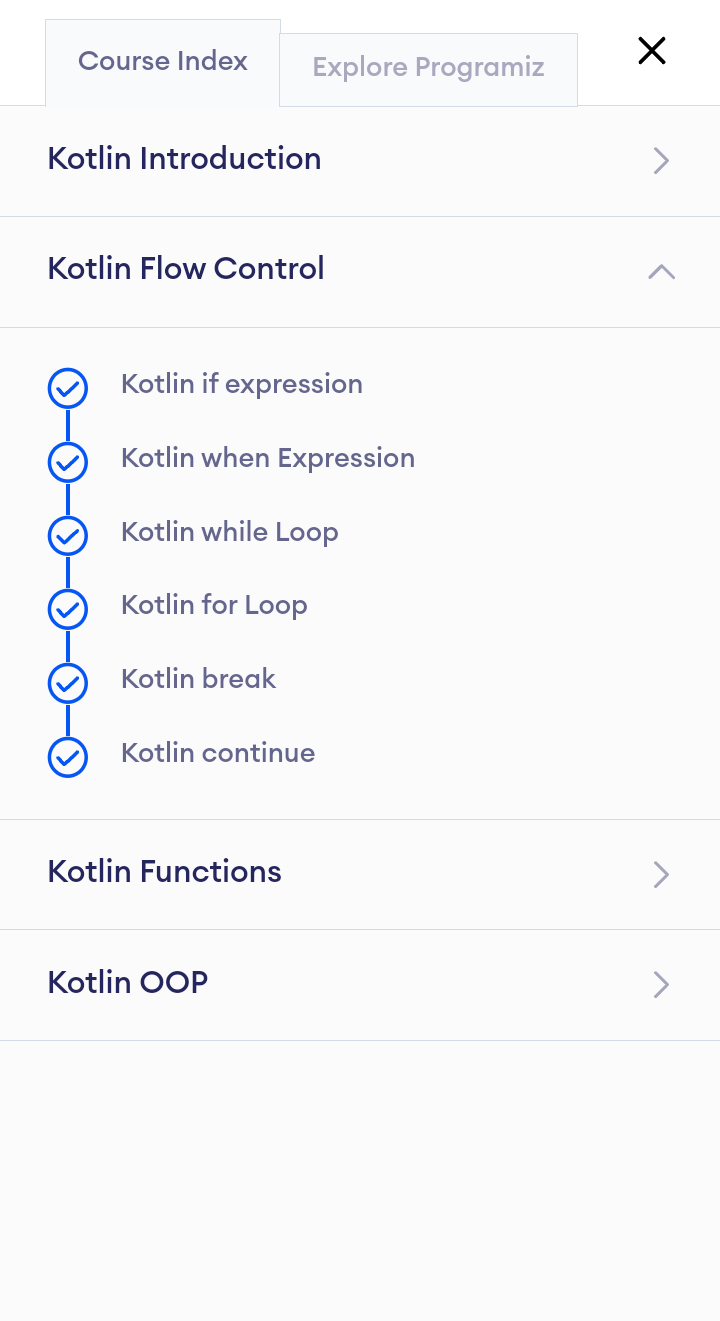 Course Index
Explore Programiz
Kotlin Introduction
Kotlin Flow Control
Kotlin if expression
Kotlin when Expression
Kotlin while Loop
Kotlin for Loop
Kotlin break
Kotlin continue
Kotlin Functions
Kotlin OOP